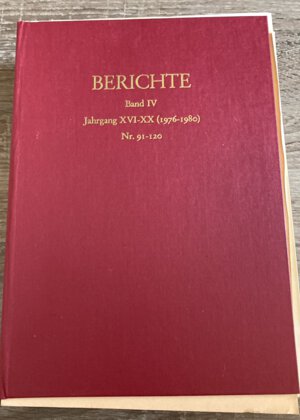 BERICHTE
Band IV
Jahrgang XVI-XX (1976-1980)
Nr. 91-120